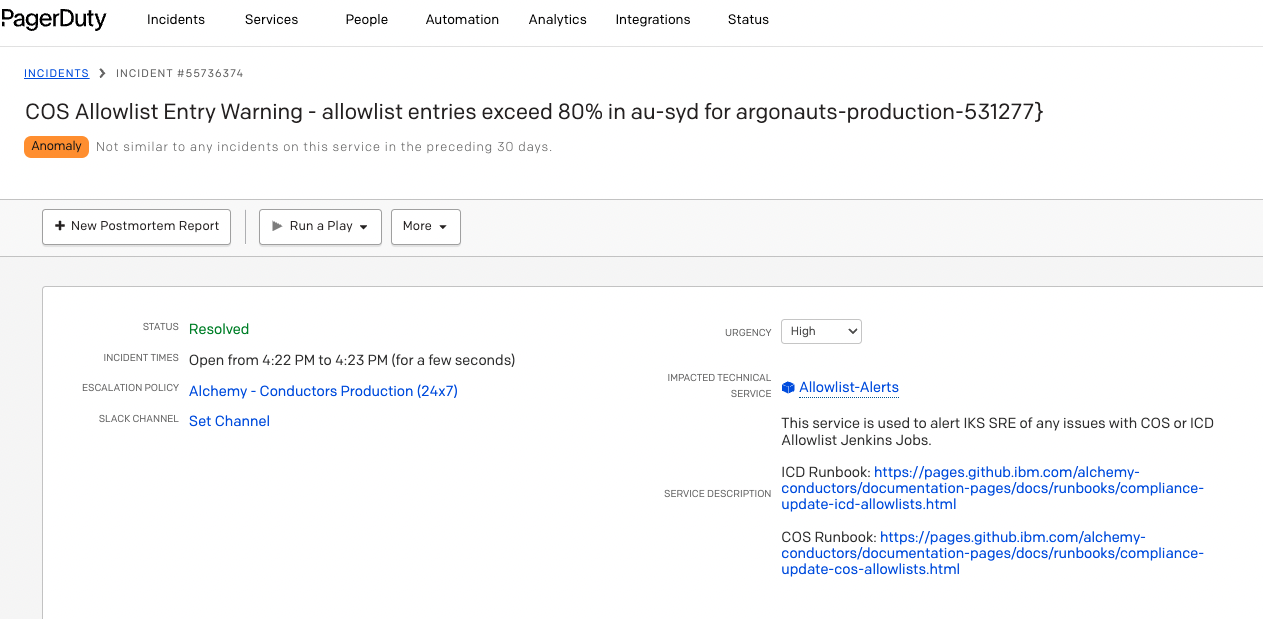 PagerDuty Incidents Services People Automation Analytics Integrations Status
INCIDENTS > INCIDENT #55736374
COS Allowlist Entry Warning - allowlist entries exceed 80% in au-syd for argonauts-production-531277}
Anomaly Not similar to any incidents on this service in the preceding 30 days.
+ New Postmortem Report Run a Play More
STATUS Resolved
INCIDENT TIMES Open from 4:22 PM to 4:23 PM (for a few seconds)
ESCALATION POLICY Alchemy - Conductors Production (24x7)
SLACK CHANNEL Set Channel
URGENCY High
IMPACTED TECHNICAL
SERVICE
Allowlist-Alerts
SERVICE DESCRIPTION
This service is used to alert IKS SRE of any issues with COS or ICD
Allowlist Jenkins Jobs.
ICD Runbook: https://pages.github.ibm.com/alchemy-
conductors/documentation-pages/docs/runbooks/compliance-
update-icd-allowlists.html
COS Runbook: https://pages.github.ibm.com/alchemy-
conductors/documentation-pages/docs/runbooks/compliance-
update-cos-allowlists.html